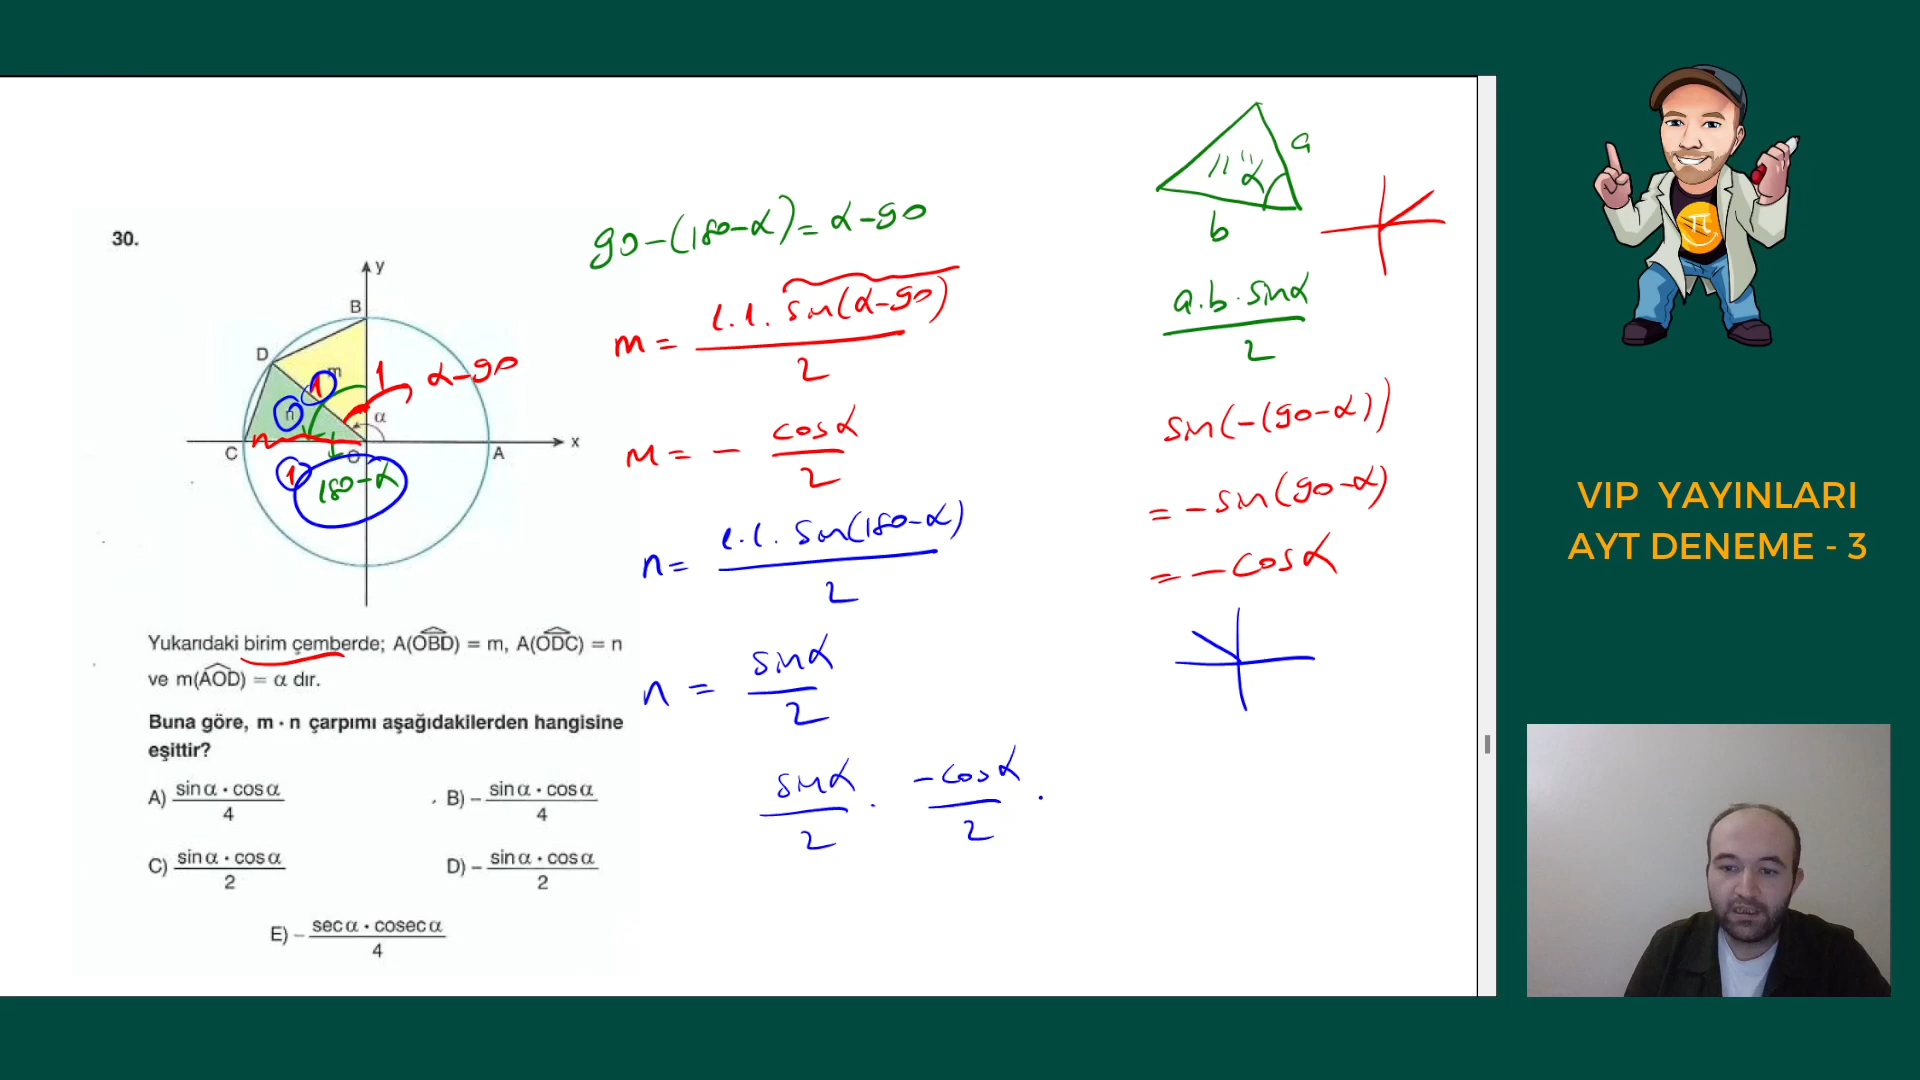 30.
y
B
D
m
1
1
α-90
n
α
n
C
O
A
x
1
180-α
Yukarıdaki birim çemberde; A(OBD) = m, A(ODC) = n
ve m(AOD) = α dır.
Buna göre, m · n çarpımı aşağıdakilerden hangisine
eşittir?
A) sinα · cosα / 4
B) - sinα · cosα / 4
C) sinα · cosα / 2
D) - sinα · cosα / 2
E) - secα · cosecα / 4
90-(180-α)=α-90
m = 1.1. sin(α-90) / 2
m = - cosα / 2
n = 1.1. sin(180-α) / 2
n = sinα / 2
sinα / 2 . -cosα / 2 .
a
α
b
a.b.sinα / 2
sin(-(90-α))
= -sin(90-α)
= -cosα
π
VIP YAYINLARI
AYT DENEME - 3